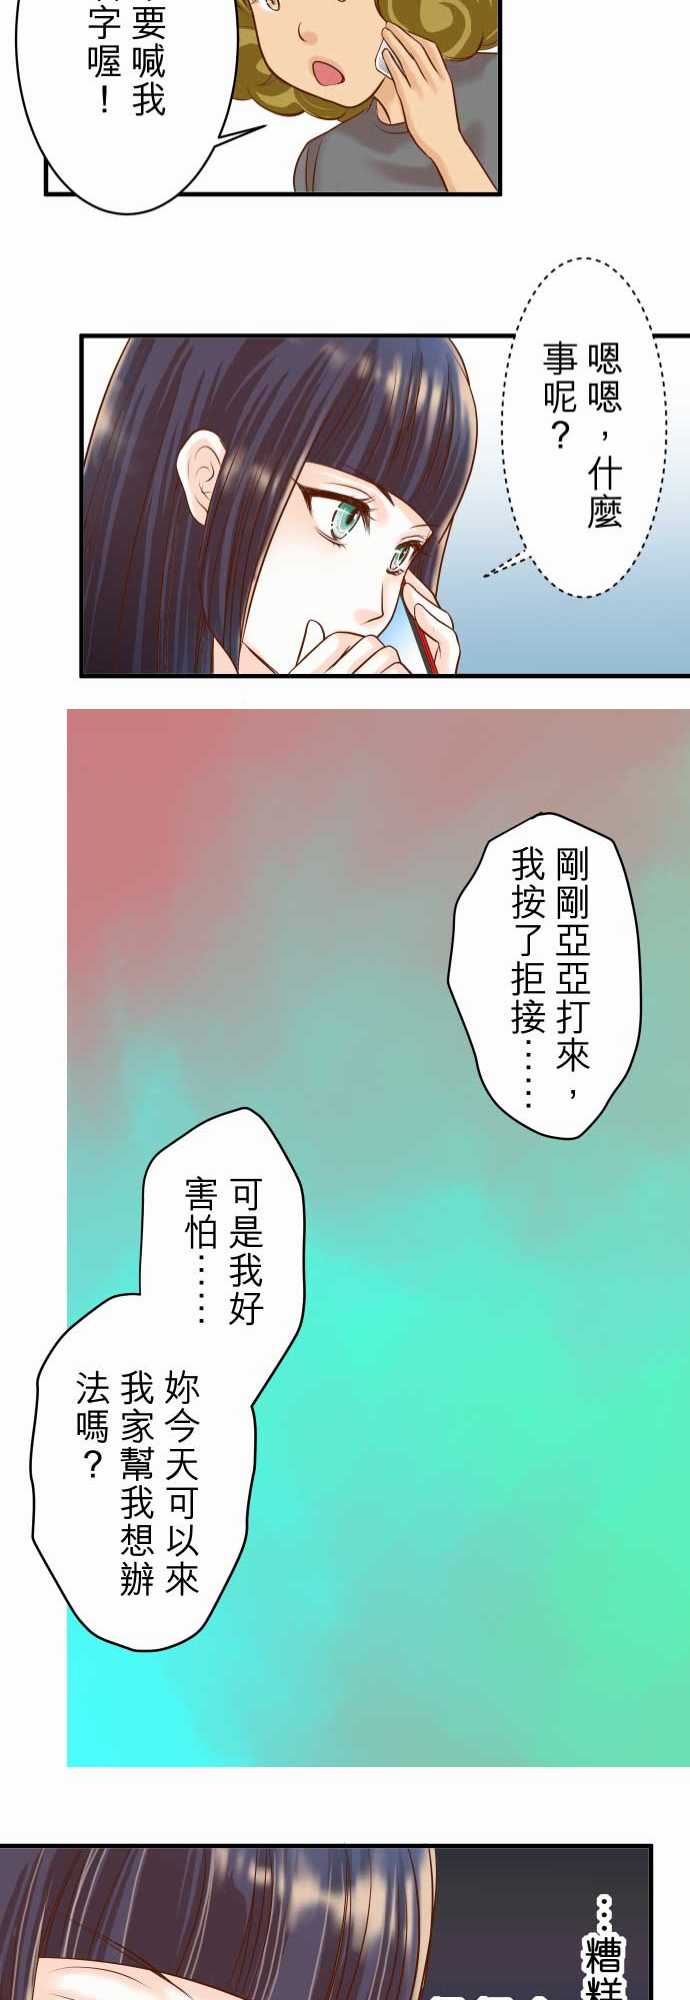 要喊我
字喔！
嗯嗯，什麼
事呢？
剛剛亞亞打來，
我按了拒接……
可是我好
害怕……
妳今天可以來
我家幫我想辦
法嗎？
…糟糕